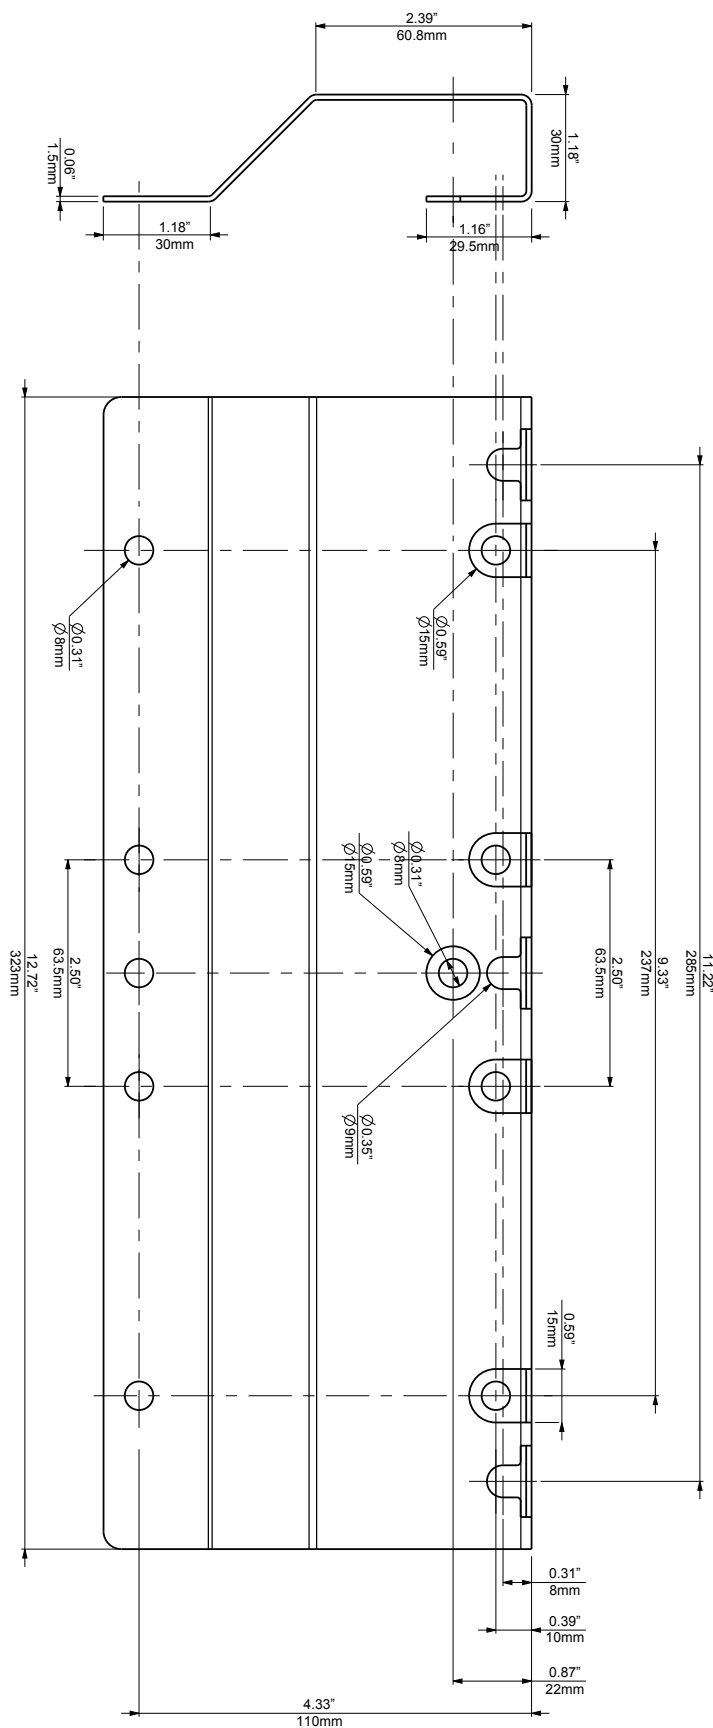 2.39"
60.8mm
1.18"
30mm
0.06"
1.5mm
1.18"
30mm
1.16"
29.5mm
Ø0.31"
Ø8mm
Ø0.59"
Ø15mm
Ø0.31"
Ø8mm
Ø0.59"
Ø15mm
11.22"
285mm
9.33"
237mm
2.50"
63.5mm
2.50"
63.5mm
12.72"
323mm
Ø0.35"
Ø9mm
0.59"
15mm
0.31"
8mm
0.39"
10mm
0.87"
22mm
4.33"
110mm